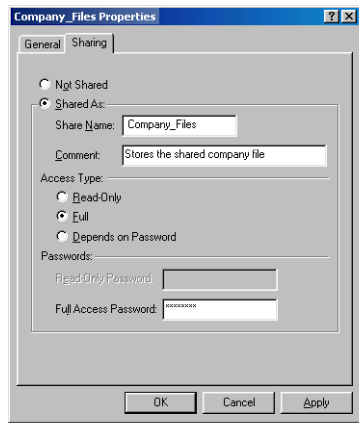 Company_Files Properties
General Sharing
Not Shared
Shared As:
Share Name: Company_Files
Comment: Stores the shared company file
Access Type:
Read-Only
Full
Depends on Password
Passwords:
Read-Only Password:
Full Access Password: ********
OK Cancel Apply